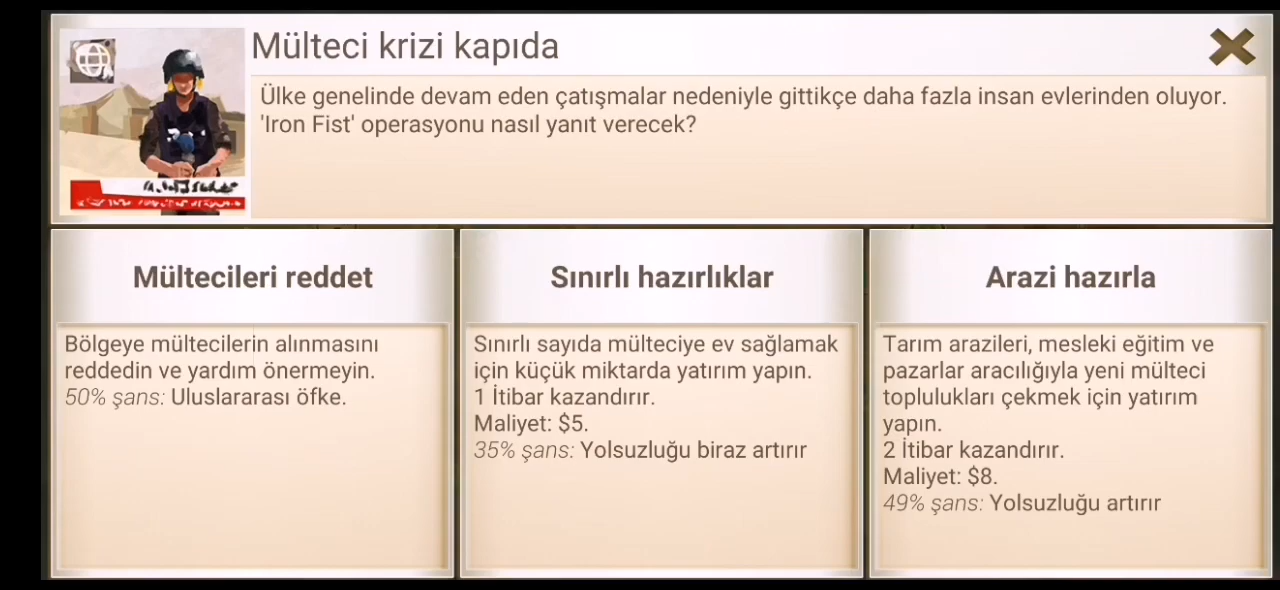 Mülteci krizi kapıda
Ülke genelinde devam eden çatışmalar nedeniyle gittikçe daha fazla insan evlerinden oluyor.
'Iron Fist' operasyonu nasıl yanıt verecek?
Mültecileri reddet
Bölgeye mültecilerin alınmasını
reddedin ve yardım önermeyin.
50% şans: Uluslararası öfke.
Sınırlı hazırlıklar
Sınırlı sayıda mülteciye ev sağlamak
için küçük miktarda yatırım yapın.
1 İtibar kazandırır.
Maliyet: $5.
35% şans: Yolsuzluğu biraz artırır
Arazi hazırla
Tarım arazileri, mesleki eğitim ve
pazarlar aracılığıyla yeni mülteci
toplulukları çekmek için yatırım
yapın.
2 İtibar kazandırır.
Maliyet: $8.
49% şans: Yolsuzluğu artırır